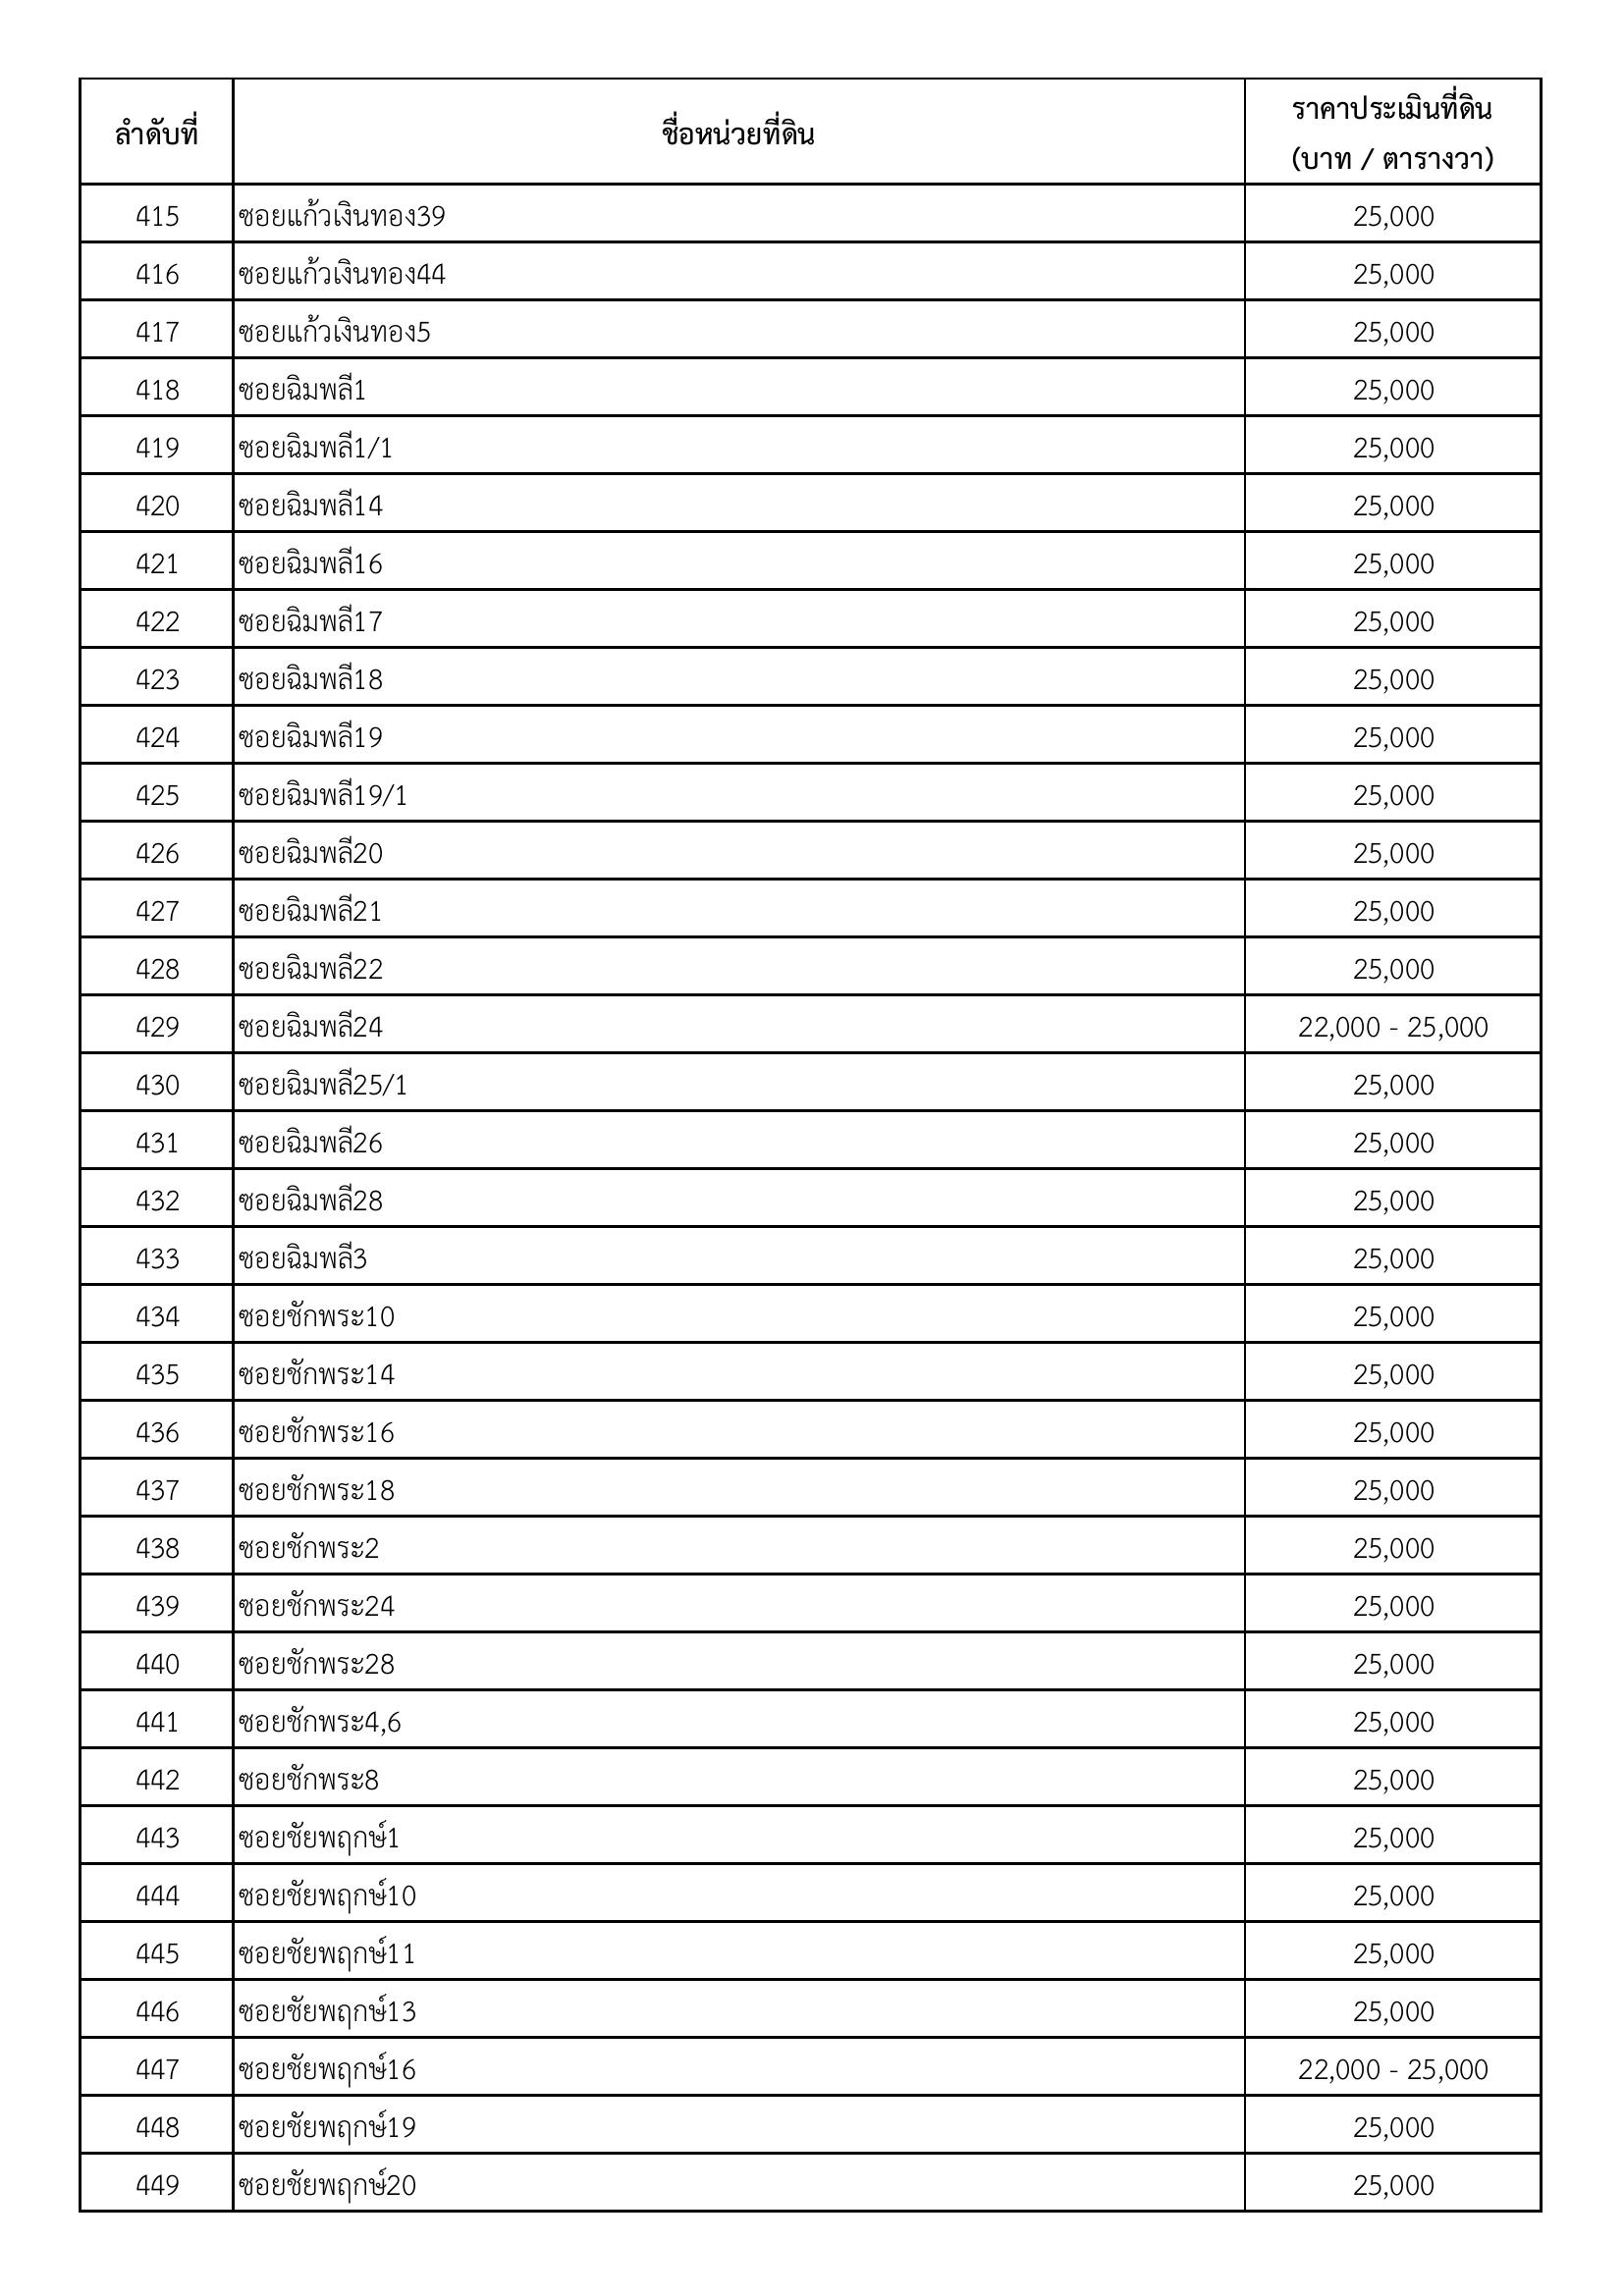 ลำดับที่ ชื่อหน่วยที่ดิน ราคาประเมินที่ดิน
(บาท / ตารางวา)
415 ซอยแก้วเงินทอง39 25,000
416 ซอยแก้วเงินทอง44 25,000
417 ซอยแก้วเงินทอง5 25,000
418 ซอยฉิมพลี1 25,000
419 ซอยฉิมพลี1/1 25,000
420 ซอยฉิมพลี14 25,000
421 ซอยฉิมพลี16 25,000
422 ซอยฉิมพลี17 25,000
423 ซอยฉิมพลี18 25,000
424 ซอยฉิมพลี19 25,000
425 ซอยฉิมพลี19/1 25,000
426 ซอยฉิมพลี20 25,000
427 ซอยฉิมพลี21 25,000
428 ซอยฉิมพลี22 25,000
429 ซอยฉิมพลี24 22,000 - 25,000
430 ซอยฉิมพลี25/1 25,000
431 ซอยฉิมพลี26 25,000
432 ซอยฉิมพลี28 25,000
433 ซอยฉิมพลี3 25,000
434 ซอยชักพระ10 25,000
435 ซอยชักพระ14 25,000
436 ซอยชักพระ16 25,000
437 ซอยชักพระ18 25,000
438 ซอยชักพระ2 25,000
439 ซอยชักพระ24 25,000
440 ซอยชักพระ28 25,000
441 ซอยชักพระ4,6 25,000
442 ซอยชักพระ8 25,000
443 ซอยชัยพฤกษ์1 25,000
444 ซอยชัยพฤกษ์10 25,000
445 ซอยชัยพฤกษ์11 25,000
446 ซอยชัยพฤกษ์13 25,000
447 ซอยชัยพฤกษ์16 22,000 - 25,000
448 ซอยชัยพฤกษ์19 25,000
449 ซอยชัยพฤกษ์20 25,000